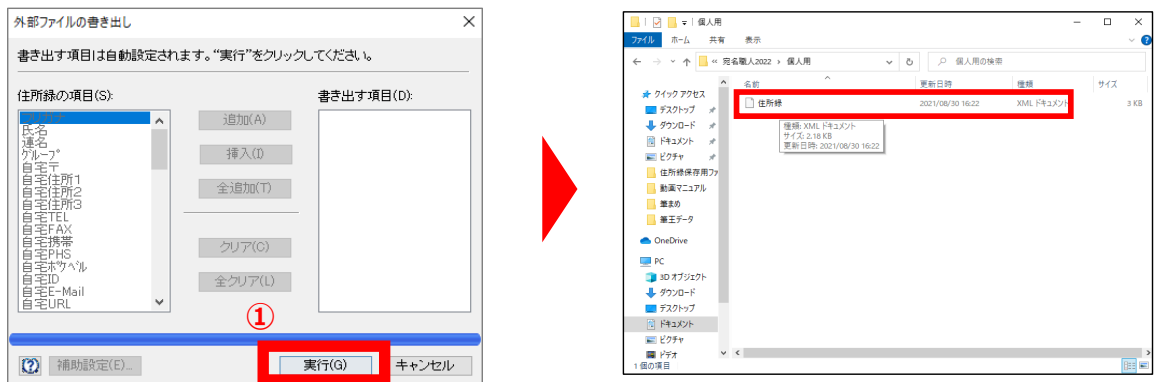 外部ファイルの書き出し
書き出す項目は自動設定されます。“実行”をクリックしてください。
住所録の項目(S):
フリガナ
氏名
連名
グループ
自宅〒
自宅住所1
自宅住所2
自宅住所3
自宅TEL
自宅FAX
自宅携帯
自宅PHS
自宅ポケベル
自宅ID
自宅E-Mail
自宅URL
追加(A)
挿入(I)
全追加(T)
クリア(C)
全クリア(L)
書き出す項目(D):
①
補助設定(E)...
実行(G)
キャンセル
個人用
ファイル ホーム 共有 表示
« 宛名職人2022 › 個人用
個人用の検索
名前 更新日時 種類 サイズ
住所録 2021/08/30 16:22 XML ドキュメント 3 KB
種類: XML ドキュメント
サイズ: 2.18 KB
更新日時: 2021/08/30 16:22
クイック アクセス
デスクトップ
ダウンロード
ドキュメント
ピクチャ
住所録保存用ファ
動画マニュアル
筆まめ
筆王データ
OneDrive
PC
3D オブジェクト
ダウンロード
デスクトップ
ドキュメント
ピクチャ
ビデオ
1 個の項目